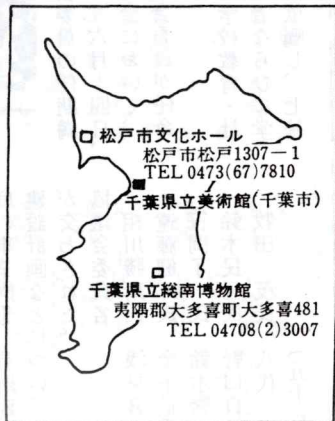 □松戸市文化ホール
松戸市松戸1307－1
TEL 0473(67)7810
■
千葉県立美術館(千葉市)
□
千葉県立総南博物館
夷隅郡大多喜町大多喜481
TEL 04708(2)3007